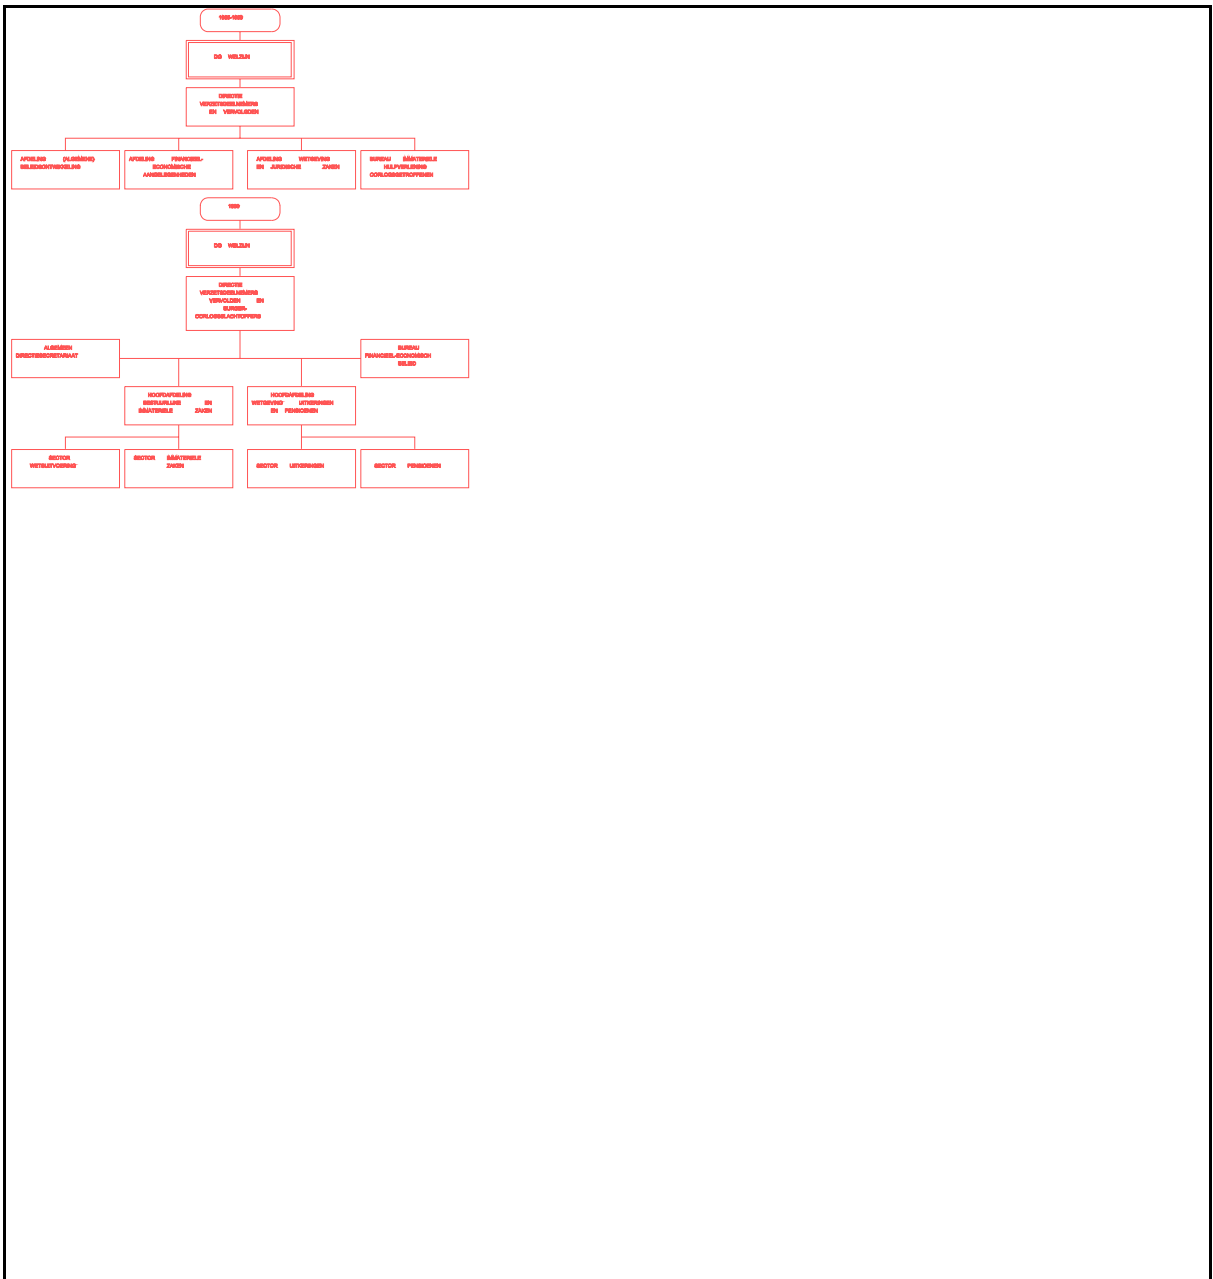 DG WELZIJN
DIRECTIE
VERZETSDEELNEMERS
EN VERVOLGDEN
AFDELING (ALGEMENE)
BELEIDSONTWIKKELING
AFDELING FINANCIEEL-
ECONOMISCHE
AANGELEGENHEDEN
AFDELING WETGEVING
EN JURIDISCHE ZAKEN
BUREAU IMMATERIELE
HULPVERLENING
OORLOGSGETROFFENEN
DG WELZIJN
DIRECTIE
VERZETSDEELNEMERS
VERVOLDEN EN
BURGER-
OORLOGSSLACHTOFFERS
ALGEMEEN
DIRECTIESECRETARIAAT
BUREAU
FINANCIEEL-ECONOMISCH
BELEID
HOOFDAFDELING
BESTUURLIJKE EN
IMMATERIELE ZAKEN
HOOFDAFDELING
WETGEVING UITKERINGEN
EN PENSIOENEN
SECTOR
WETSUITVOERING
SECTOR IMMATERIELE
ZAKEN
SECTOR UITKERINGEN
SECTOR PENSIOENEN